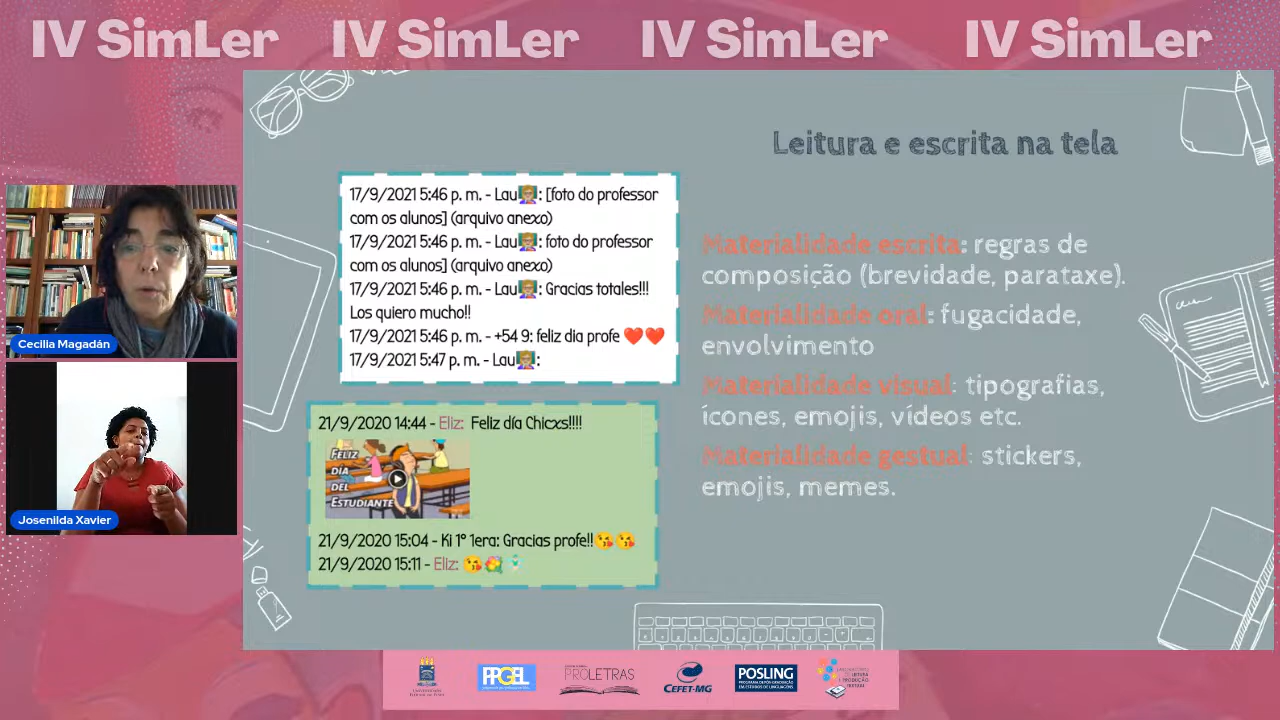 IV SimLer IV SimLer IV SimLer IV SimLer
Leitura e escrita na tela
17/9/2021 5:46 p. m. - Lau👩🏼‍🏫: [foto do professor
com os alunos] (arquivo anexo)
17/9/2021 5:46 p. m. - Lau👩🏼‍🏫: foto do professor
com os alunos] (arquivo anexo)
17/9/2021 5:46 p. m. - Lau👩🏼‍🏫: Gracias totales!!!
Los quiero mucho!!
17/9/2021 5:46 p. m. - +54 9: feliz dia profe ❤️❤️
17/9/2021 5:47 p. m. - Lau👩🏼‍🏫:
21/9/2020 14:44 - Eliz: Feliz día Chicxs!!!!
FELIZ
DIA
DEL
ESTUDIANTE
21/9/2020 15:04 - Ki 1° 1era: Gracias profe!!😘😘
21/9/2020 15:11 - Eliz: 😘💐
Materialidade escrita: regras de
composição (brevidade, parataxe).
Materialidade oral: fugacidade,
envolvimento
Materialidade visual: tipografias,
ícones, emojis, vídeos etc.
Materialidade gestual: stickers,
emojis, memes.
Cecilia Magadán
Josenilda Xavier
PPGEL
PROLETRAS
CEFET-MG
POSLING